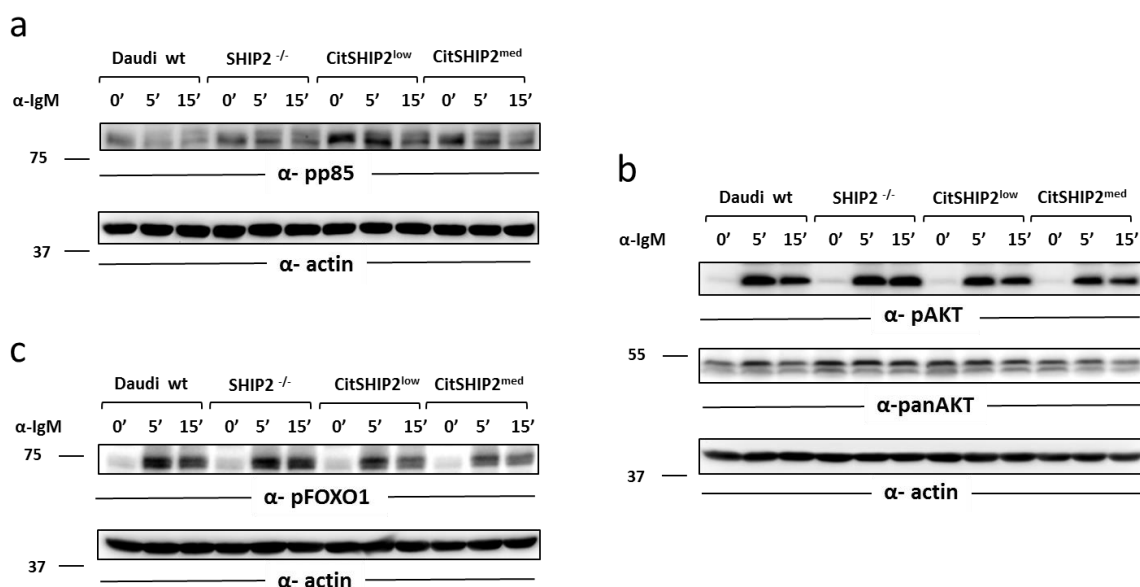 a
Daudi wt SHIP2 -/- CitSHIP2low CitSHIP2med
α-IgM 0’ 5’ 15’ 0’ 5’ 15’ 0’ 5’ 15’ 0’ 5’ 15’
75
α- pp85
37
α- actin
b
Daudi wt SHIP2 -/- CitSHIP2low CitSHIP2med
α-IgM 0’ 5’ 15’ 0’ 5’ 15’ 0’ 5’ 15’ 0’ 5’ 15’
α- pAKT
55
α-panAKT
37
α- actin
c
Daudi wt SHIP2 -/- CitSHIP2low CitSHIP2med
α-IgM 0’ 5’ 15’ 0’ 5’ 15’ 0’ 5’ 15’ 0’ 5’ 15’
75
α- pFOXO1
37
α- actin